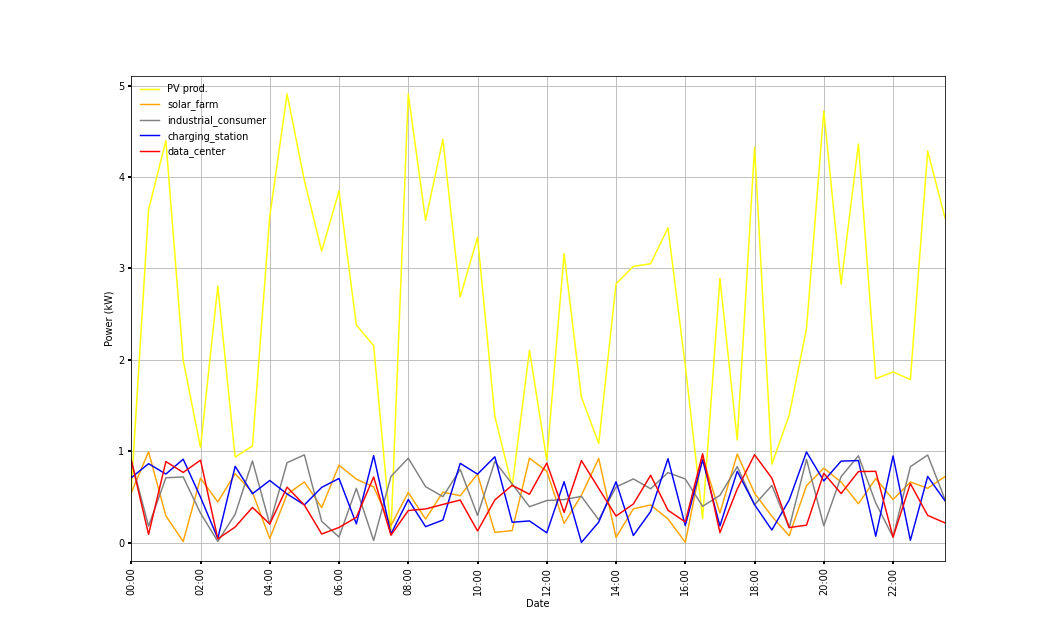 PV prod.
solar_farm
industrial_consumer
charging_station
data_center
5
4
3
2
1
0
Power (kW)
00:00
02:00
04:00
06:00
08:00
10:00
12:00
14:00
16:00
18:00
20:00
22:00
Date